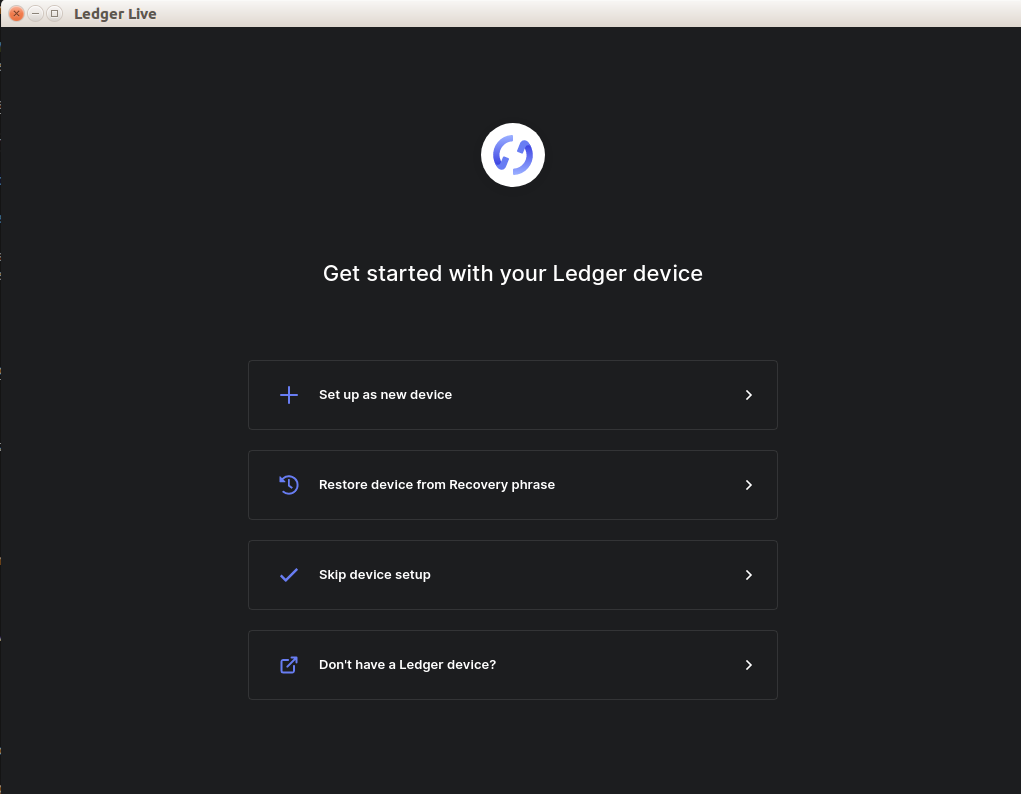 Ledger Live
Get started with your Ledger device
Set up as new device
Restore device from Recovery phrase
Skip device setup
Don't have a Ledger device?